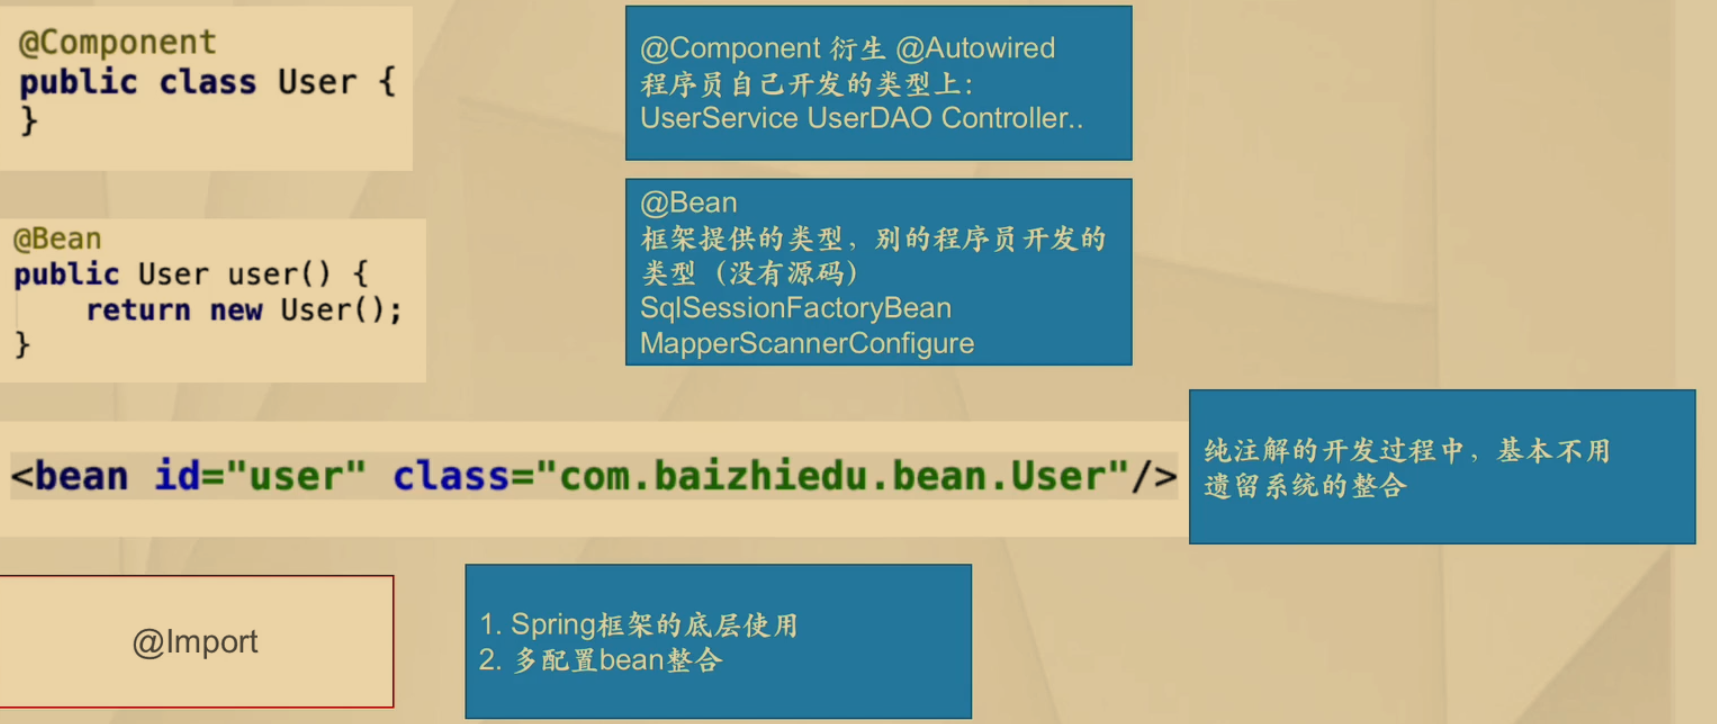 @Component
public class User {
}
@Component 衍生 @Autowired
程序员自己开发的类型上：
UserService UserDAO Controller..
@Bean
public User user() {
return new User();
}
@Bean
框架提供的类型，别的程序员开发的
类型（没有源码）
SqlSessionFactoryBean
MapperScannerConfigure
<bean id="user" class="com.baizhiedu.bean.User"/>
纯注解的开发过程中，基本不用
遗留系统的整合
@Import
1. Spring框架的底层使用
2. 多配置bean整合